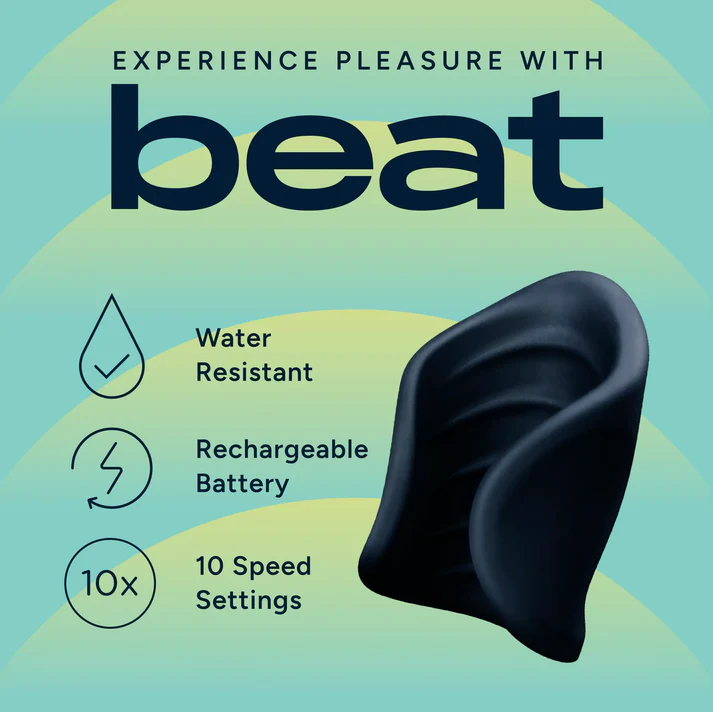 EXPERIENCE PLEASURE WITH
beat
Water
Resistant
Rechargeable
Battery
10x
10 Speed
Settings